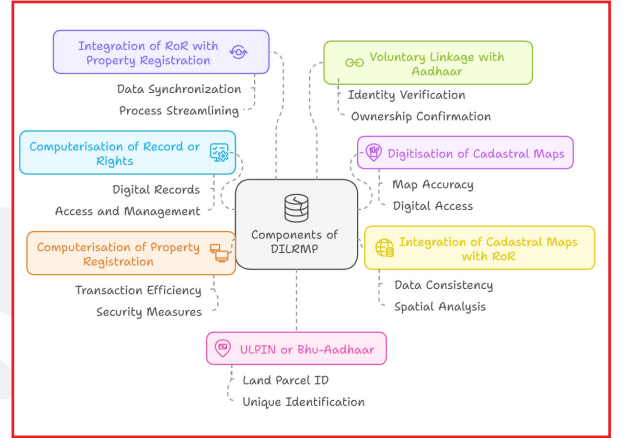 Integration of RoR with
Property Registration
Data Synchronization
Process Streamlining
Voluntary Linkage with
Aadhaar
Identity Verification
Ownership Confirmation
Computerisation of Record or
Rights
Digital Records
Access and Management
Digitisation of Cadastral Maps
Map Accuracy
Digital Access
Components of
DILRMP
Computerisation of Property
Registration
Transaction Efficiency
Security Measures
Integration of Cadastral Maps
with RoR
Data Consistency
Spatial Analysis
ULPIN or Bhu-Aadhaar
Land Parcel ID
Unique Identification